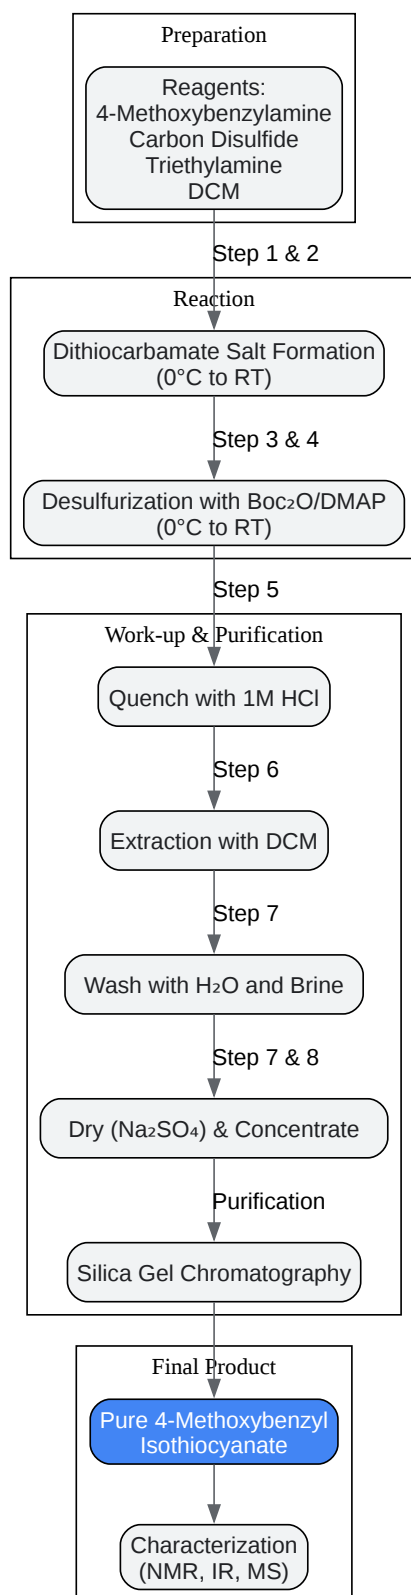 Preparation
Reagents:
4-Methoxybenzylamine
Carbon Disulfide
Triethylamine
DCM
Step 1 & 2
Reaction
Dithiocarbamate Salt Formation
(0°C to RT)
Step 3 & 4
Desulfurization with Boc₂O/DMAP
(0°C to RT)
Step 5
Work-up & Purification
Quench with 1M HCl
Step 6
Extraction with DCM
Step 7
Wash with H₂O and Brine
Step 7 & 8
Dry (Na₂SO₄) & Concentrate
Purification
Silica Gel Chromatography
Final Product
Pure 4-Methoxybenzyl
Isothiocyanate
Characterization
(NMR, IR, MS)